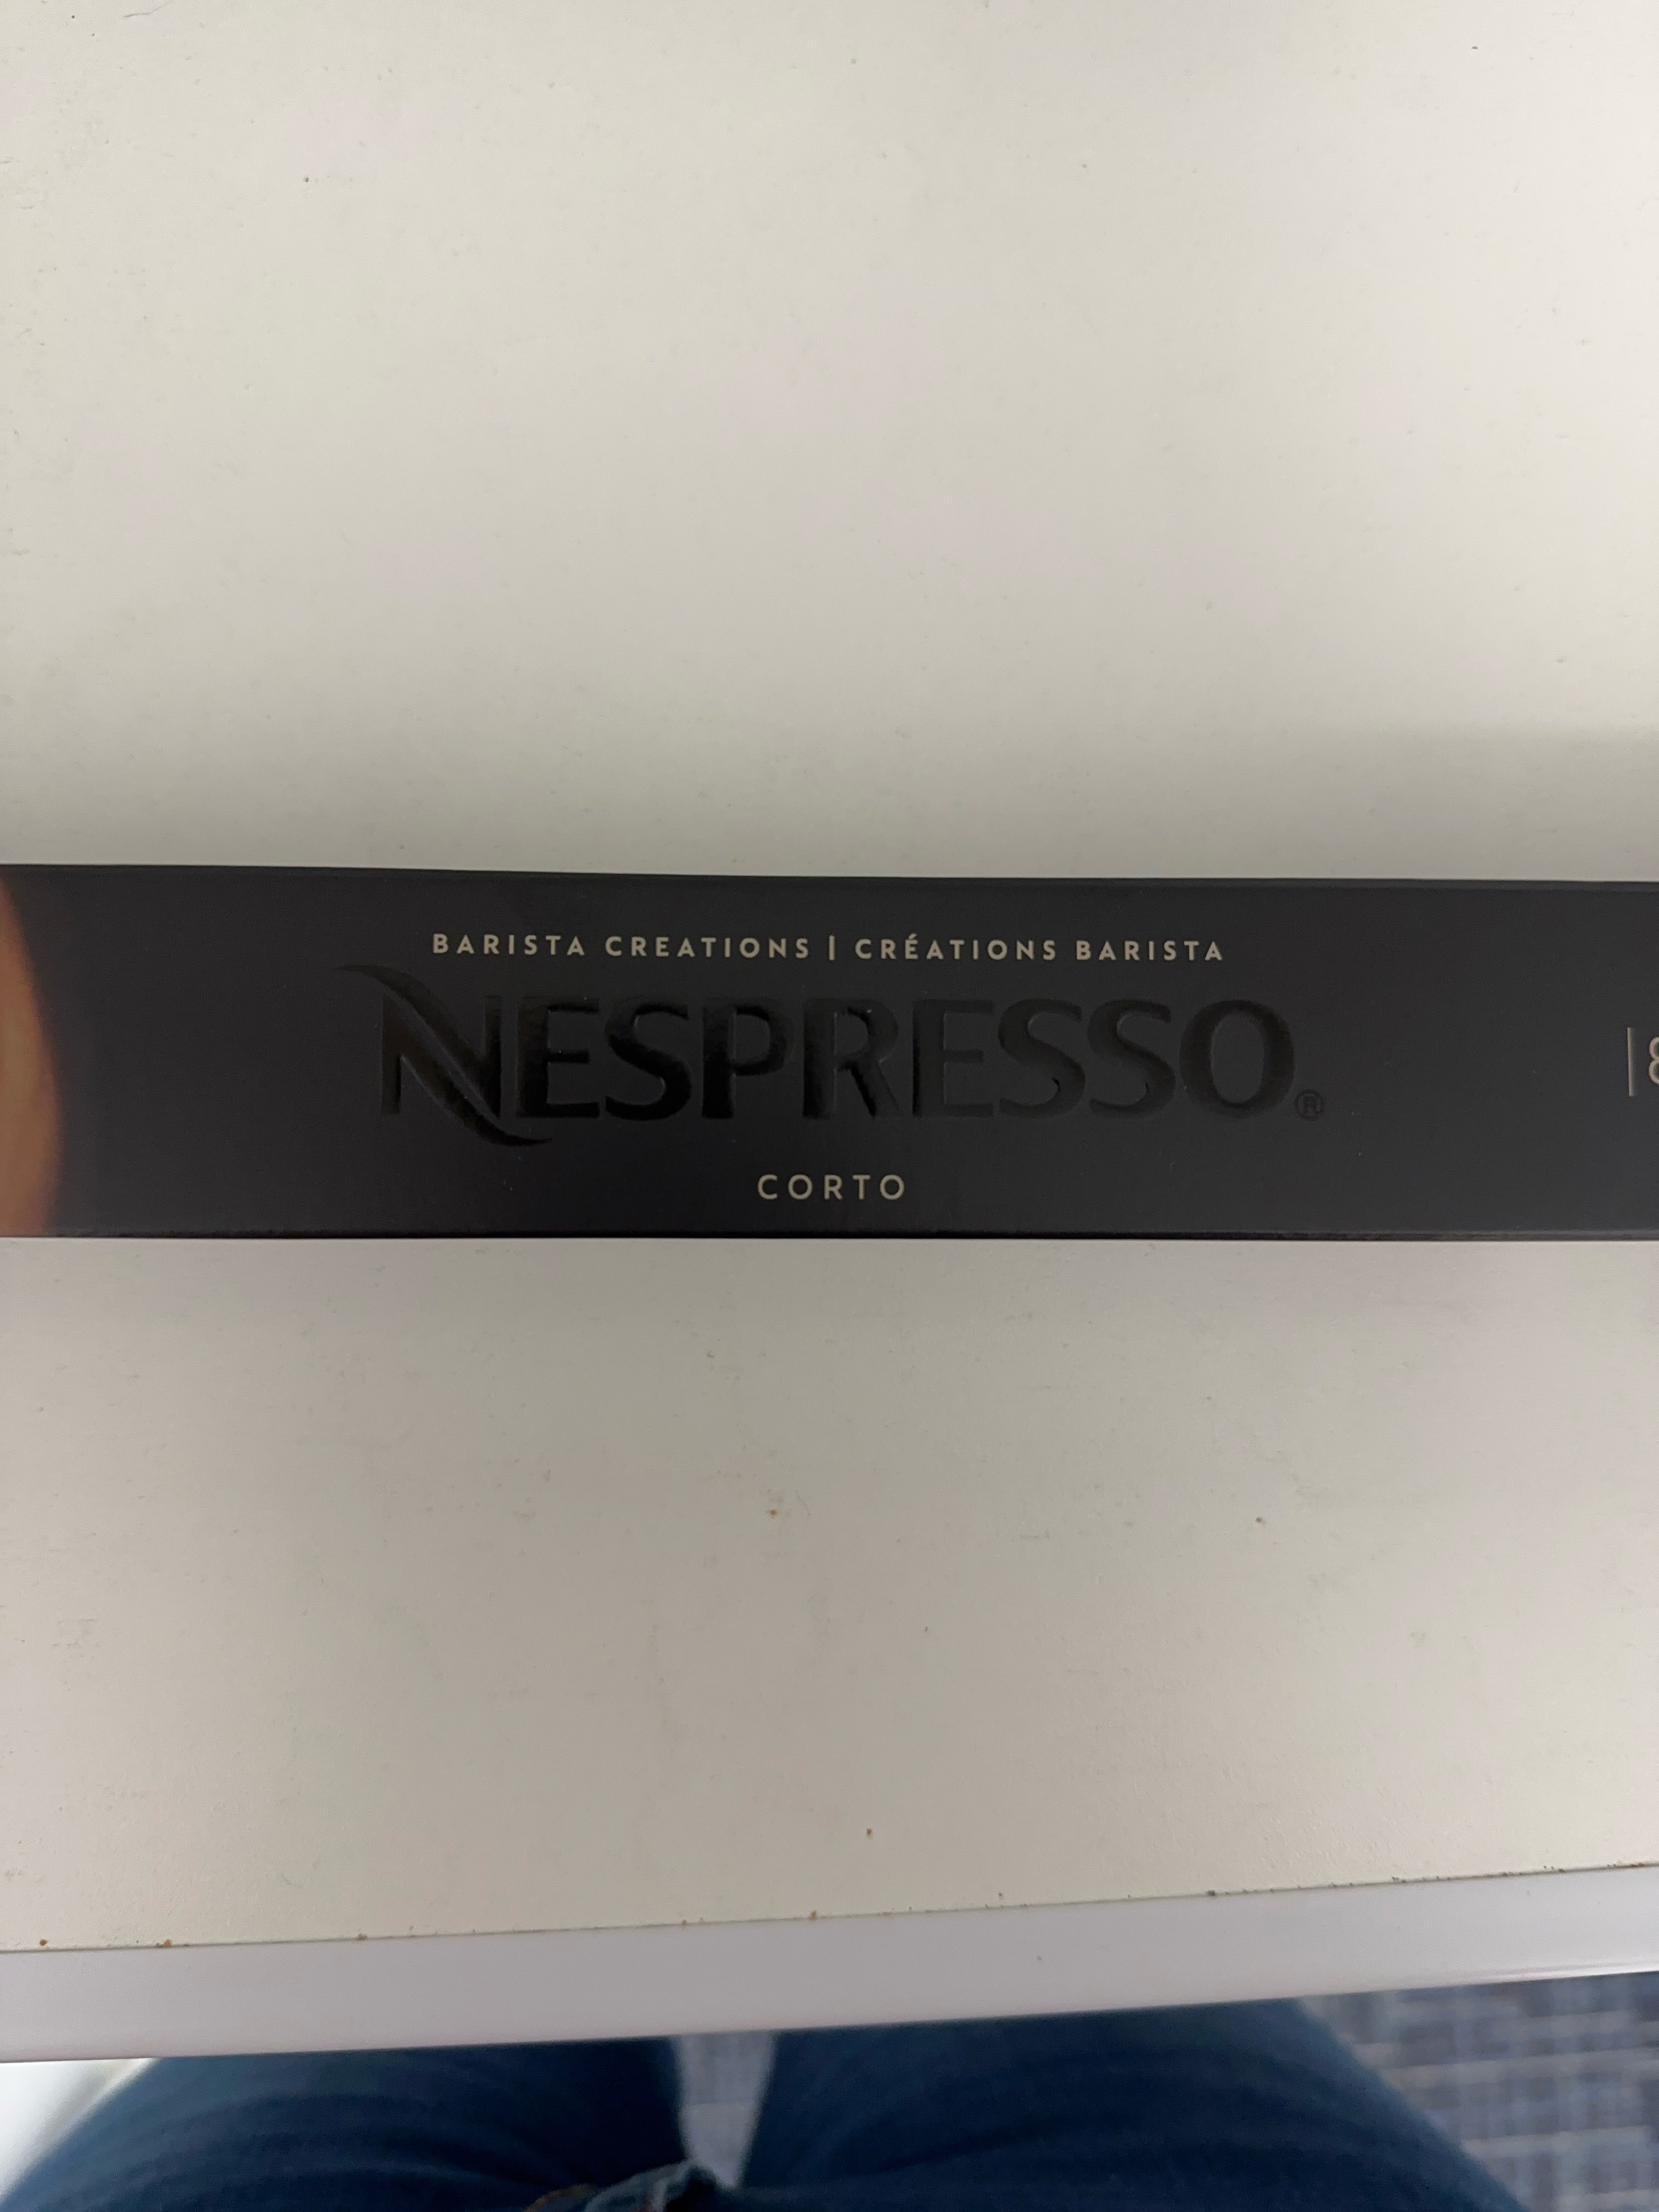 BARISTA CREATIONS | CRÉATIONS BARISTA
NESPRESSO®
CORTO